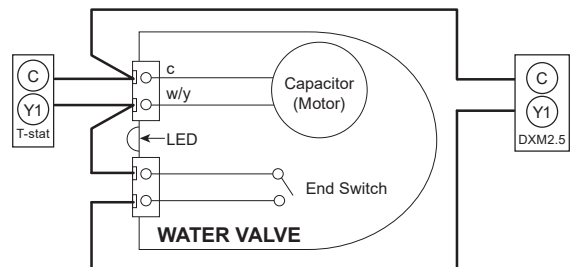 C
Y1
T-stat
c
w/y
LED
Capacitor
(Motor)
End Switch
WATER VALVE
C
Y1
DXM2.5